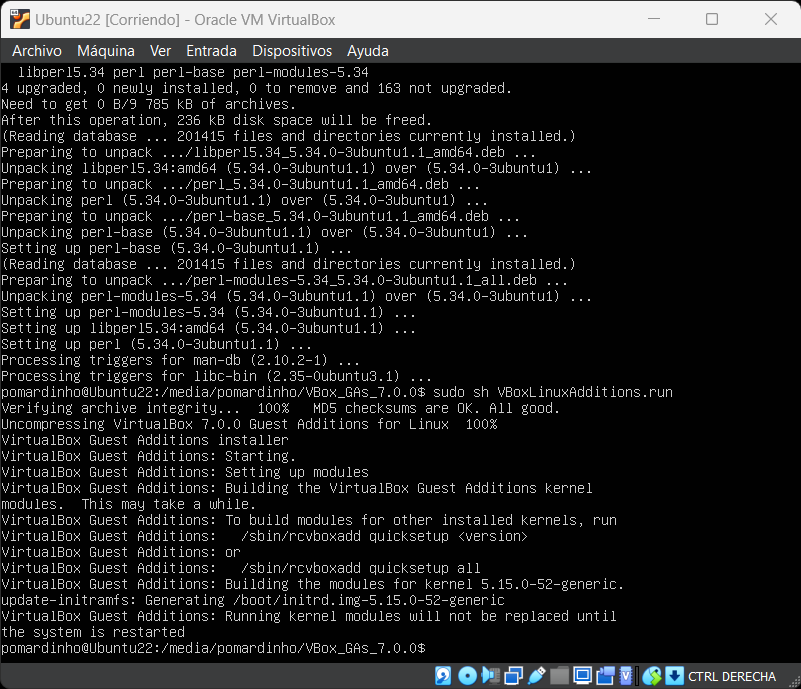 Ubuntu22 [Corriendo] - Oracle VM VirtualBox
Archivo Máquina Ver Entrada Dispositivos Ayuda
libperl5.34 perl perl-base perl-modules-5.34
4 upgraded, 0 newly installed, 0 to remove and 163 not upgraded.
Need to get 0 B/9 785 kB of archives.
After this operation, 236 kB disk space will be freed.
(Reading database ... 201415 files and directories currently installed.)
Preparing to unpack .../libperl5.34_5.34.0-3ubuntu1.1_amd64.deb ...
Unpacking libperl5.34:amd64 (5.34.0-3ubuntu1.1) over (5.34.0-3ubuntu1) ...
Preparing to unpack .../perl_5.34.0-3ubuntu1.1_amd64.deb ...
Unpacking perl (5.34.0-3ubuntu1.1) over (5.34.0-3ubuntu1) ...
Preparing to unpack .../perl-base_5.34.0-3ubuntu1.1_amd64.deb ...
Unpacking perl-base (5.34.0-3ubuntu1.1) over (5.34.0-3ubuntu1) ...
Setting up perl-base (5.34.0-3ubuntu1.1) ...
(Reading database ... 201415 files and directories currently installed.)
Preparing to unpack .../perl-modules-5.34_5.34.0-3ubuntu1.1_all.deb ...
Unpacking perl-modules-5.34 (5.34.0-3ubuntu1.1) over (5.34.0-3ubuntu1) ...
Setting up perl-modules-5.34 (5.34.0-3ubuntu1.1) ...
Setting up libperl5.34:amd64 (5.34.0-3ubuntu1.1) ...
Setting up perl (5.34.0-3ubuntu1.1) ...
Processing triggers for man-db (2.10.2-1) ...
Processing triggers for libc-bin (2.35-0ubuntu3.1) ...
pomardinho@Ubuntu22:/media/pomardinho/VBox_GAs_7.0.0$ sudo sh VBoxLinuxAdditions.run
Verifying archive integrity...  100%   MD5 checksums are OK. All good.
Uncompressing VirtualBox 7.0.0 Guest Additions for Linux  100%
VirtualBox Guest Additions installer
VirtualBox Guest Additions: Starting.
VirtualBox Guest Additions: Setting up modules
VirtualBox Guest Additions: Building the VirtualBox Guest Additions kernel
modules.  This may take a while.
VirtualBox Guest Additions: To build modules for other installed kernels, run
VirtualBox Guest Additions:   /sbin/rcvboxadd quicksetup <version>
VirtualBox Guest Additions: or
VirtualBox Guest Additions:   /sbin/rcvboxadd quicksetup all
VirtualBox Guest Additions: Building the modules for kernel 5.15.0-52-generic.
update-initramfs: Generating /boot/initrd.img-5.15.0-52-generic
VirtualBox Guest Additions: Running kernel modules will not be replaced until
the system is restarted
pomardinho@Ubuntu22:/media/pomardinho/VBox_GAs_7.0.0$
CTRL DERECHA